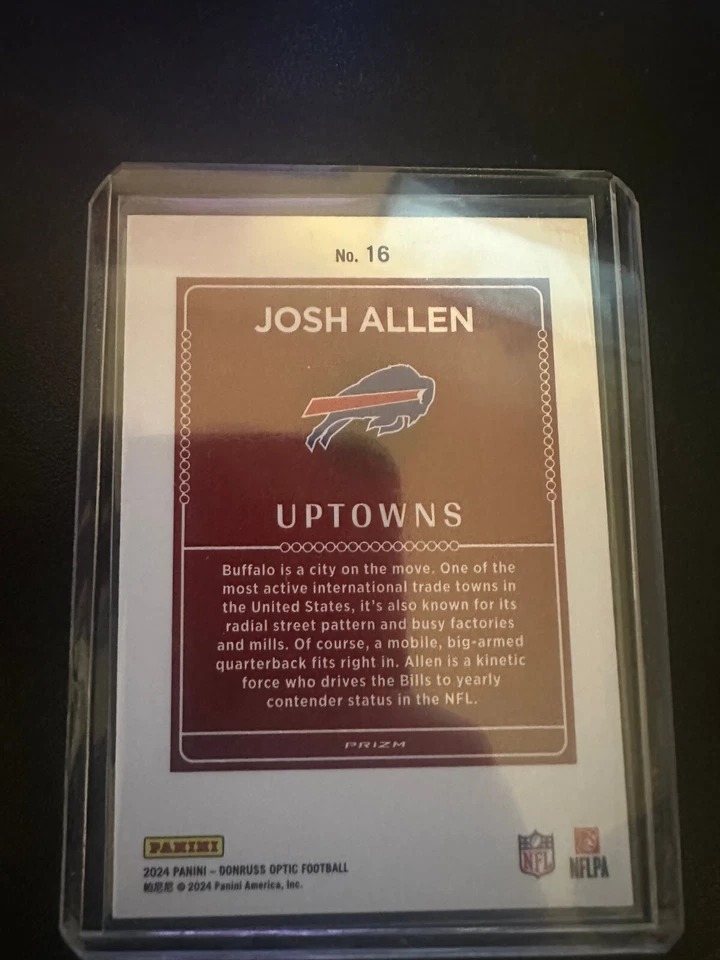 No. 16
JOSH ALLEN
UPTOWNS
Buffalo is a city on the move. One of the
most active international trade towns in
the United States, it's also known for its
radial street pattern and busy factories
and mills. Of course, a mobile, big-armed
quarterback fits right in. Allen is a kinetic
force who drives the Bills to yearly
contender status in the NFL.
PRIZM
PANINI
2024 PANINI – DONRUSS OPTIC FOOTBALL
帕尼尼 © 2024 Panini America, Inc.
NFL
NFLPA